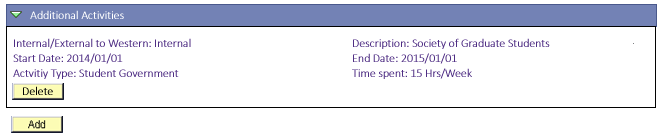 Additional Activities
Internal/External to Western: Internal Description: Society of Graduate Students
Start Date: 2014/01/01 End Date: 2015/01/01
Actvitiy Type: Student Government Time spent: 15 Hrs/Week
Delete
Add